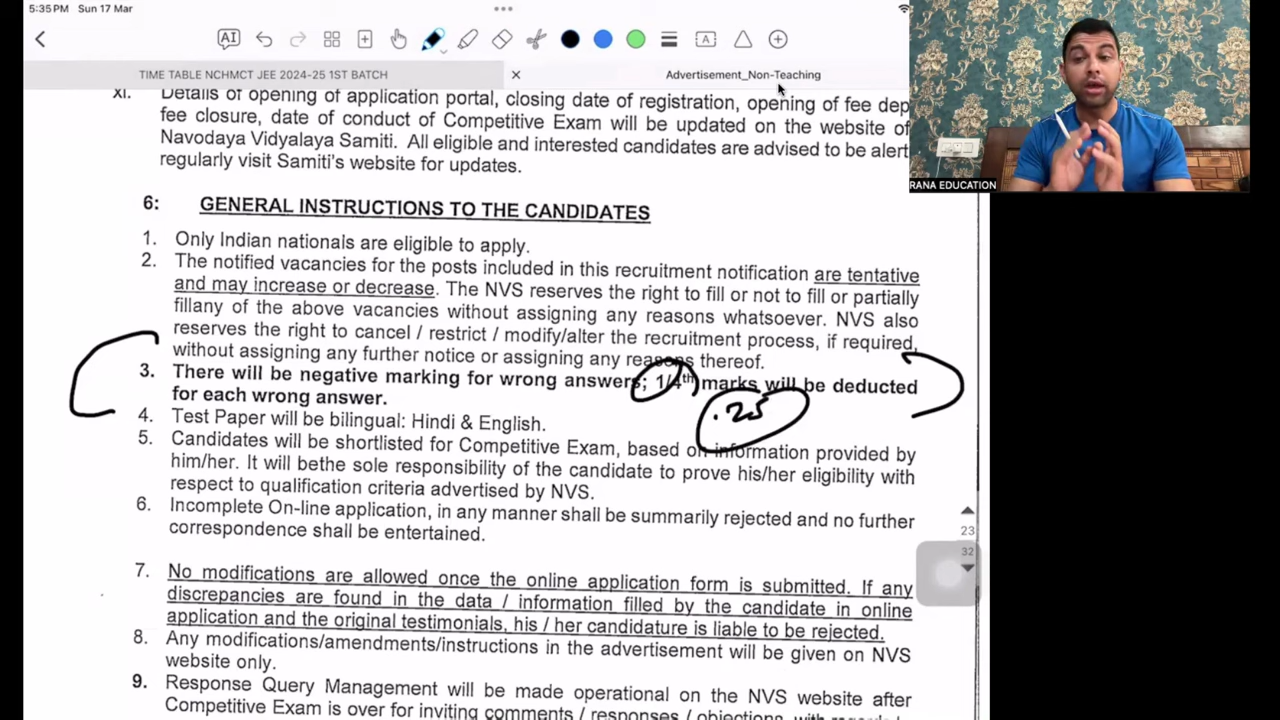 5:35 PM Sun 17 Mar
AI
A
TIME TABLE NCHMCT JEE 2024-25 1ST BATCH
Advertisement_Non-Teaching
RANA EDUCATION
xi. Details of opening of application portal, closing date of registration, opening of fee dep
fee closure, date of conduct of Competitive Exam will be updated on the website of
Navodaya Vidyalaya Samiti. All eligible and interested candidates are advised to be alert
regularly visit Samiti's website for updates.
6: GENERAL INSTRUCTIONS TO THE CANDIDATES
1. Only Indian nationals are eligible to apply.
2. The notified vacancies for the posts included in this recruitment notification are tentative
and may increase or decrease. The NVS reserves the right to fill or not to fill or partially
fillany of the above vacancies without assigning any reasons whatsoever. NVS also
reserves the right to cancel / restrict / modify/alter the recruitment process, if required,
without assigning any further notice or assigning any reasons thereof.
3. There will be negative marking for wrong answers; 1/4th marks will be deducted
for each wrong answer.
.25
4. Test Paper will be bilingual: Hindi & English.
5. Candidates will be shortlisted for Competitive Exam, based on information provided by
him/her. It will bethe sole responsibility of the candidate to prove his/her eligibility with
respect to qualification criteria advertised by NVS.
6. Incomplete On-line application, in any manner shall be summarily rejected and no further
correspondence shall be entertained.
23
32
7. No modifications are allowed once the online application form is submitted. If any
discrepancies are found in the data / information filled by the candidate in online
application and the original testimonials, his / her candidature is liable to be rejected.
8. Any modifications/amendments/instructions in the advertisement will be given on NVS
website only.
9. Response Query Management will be made operational on the NVS website after
Competitive Exam is over for inviting comments / responses / objections, with